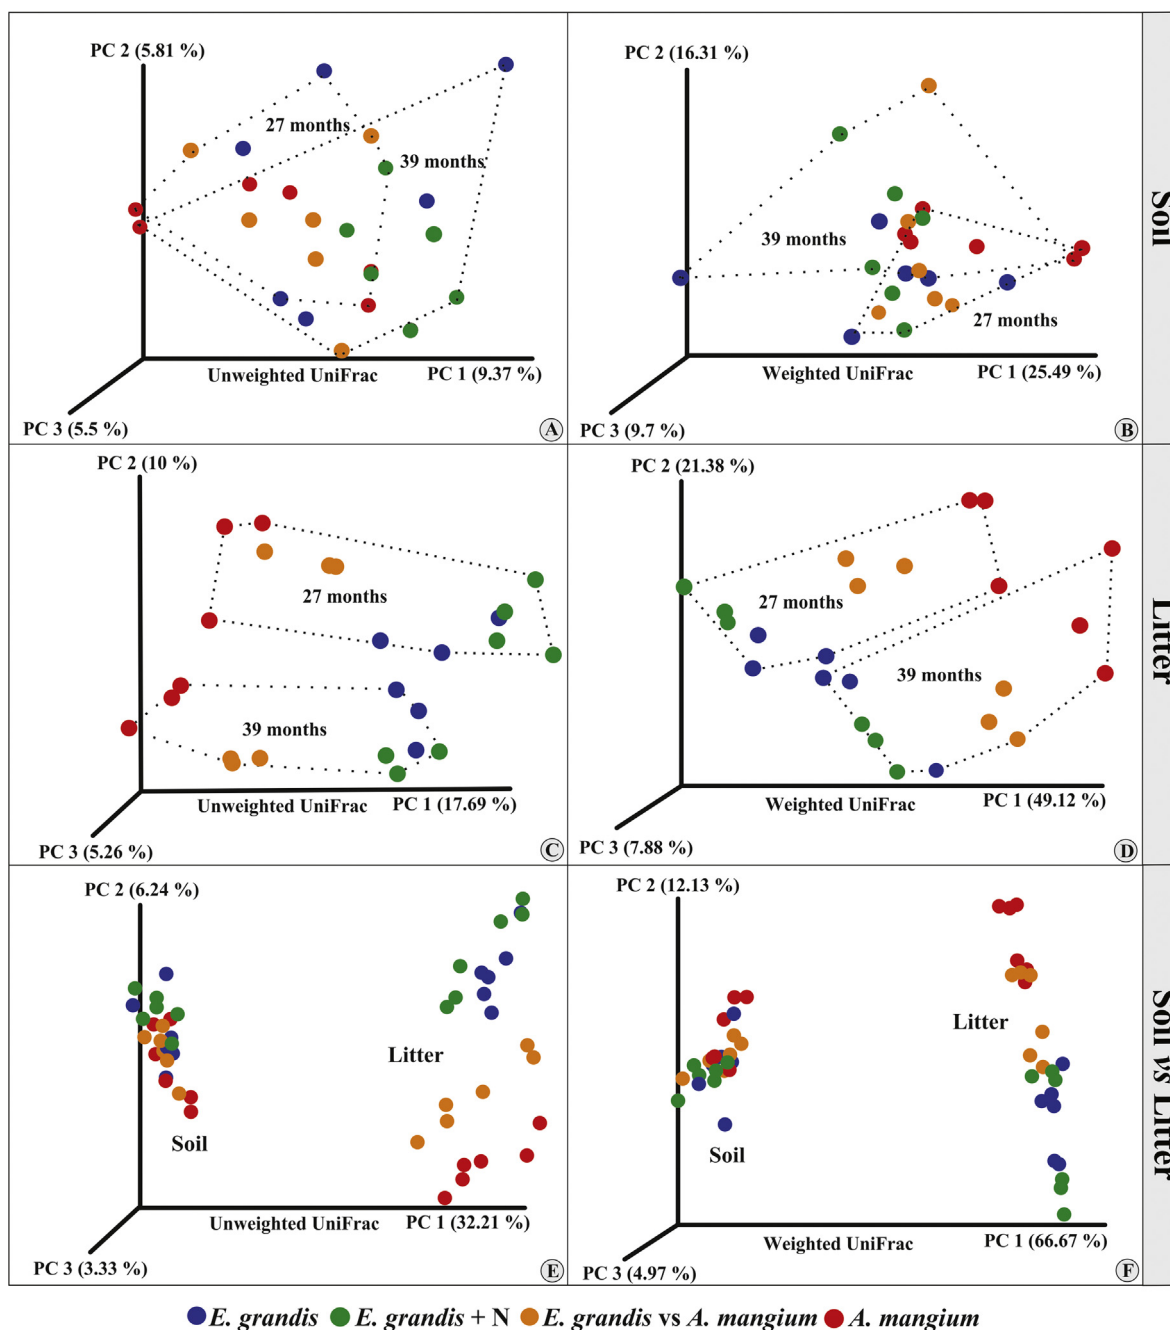 PC 2 (5.81 %)
27 months
39 months
Unweighted UniFrac
PC 1 (9.37 %)
PC 3 (5.5 %)
A
PC 2 (16.31 %)
39 months
27 months
Weighted UniFrac
PC 1 (25.49 %)
PC 3 (9.7 %)
B
Soil
PC 2 (10 %)
27 months
39 months
Unweighted UniFrac
PC 1 (17.69 %)
PC 3 (5.26 %)
C
PC 2 (21.38 %)
27 months
39 months
Weighted UniFrac
PC 1 (49.12 %)
PC 3 (7.88 %)
D
Litter
PC 2 (6.24 %)
Litter
Soil
Unweighted UniFrac
PC 1 (32.21 %)
PC 3 (3.33 %)
E
PC 2 (12.13 %)
Litter
Soil
Weighted UniFrac
PC 1 (66.67 %)
PC 3 (4.97 %)
F
Soil vs Litter
E. grandis E. grandis + N E. grandis vs A. mangium A. mangium